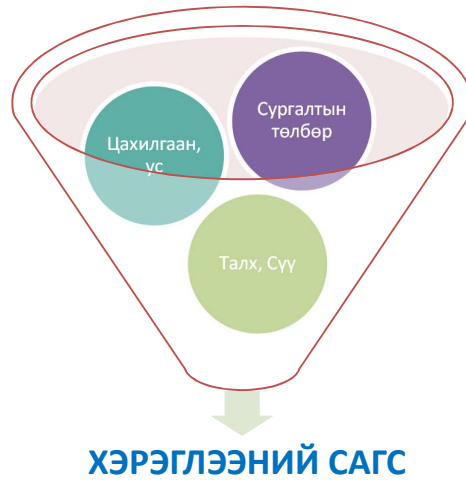 Сургалтын
төлбөр
Цахилгаан,
ус
Талх, Сүү
ХЭРЭГЛЭЭНИЙ САГС